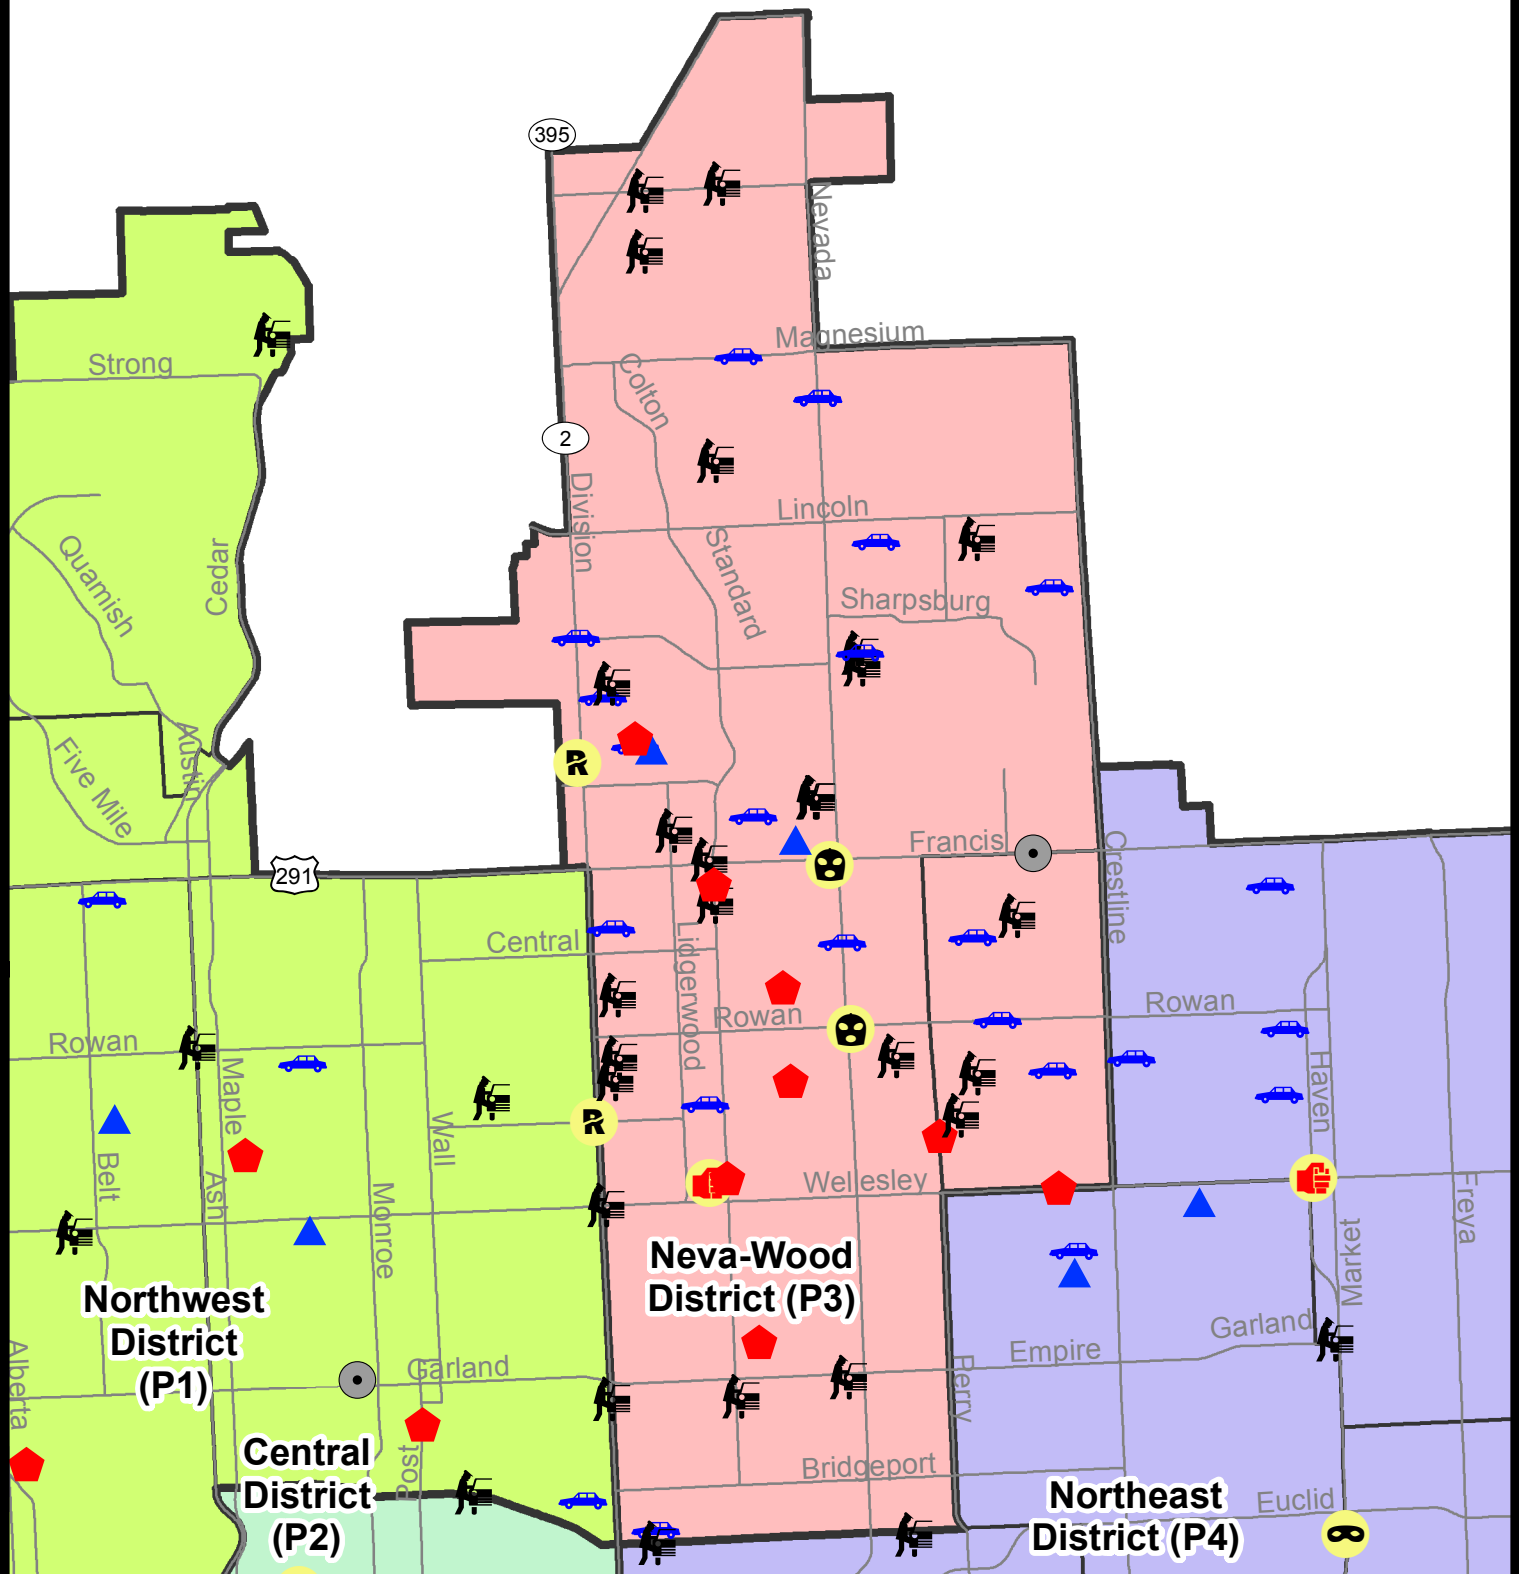 395
Nevada
Magnesium
Strong
Colton
2
Division
Lincoln
Standard
Quamish
Cedar
Sharpsburg
Austin
Five Mile
R
Francis
Crestline
291
Central
Lidgerwood
Rowan
Rowan
Rowan
Maple
Haven
Wall
R
Belt
Ash
Monroe
Wellesley
Freya
Market
Neva-Wood
District (P3)
Northwest
District
(P1)
Garland
Empire
Garland
Alberta
Perry
Central
District
(P2)
Post
Bridgeport
Northeast
District (P4)
Euclid